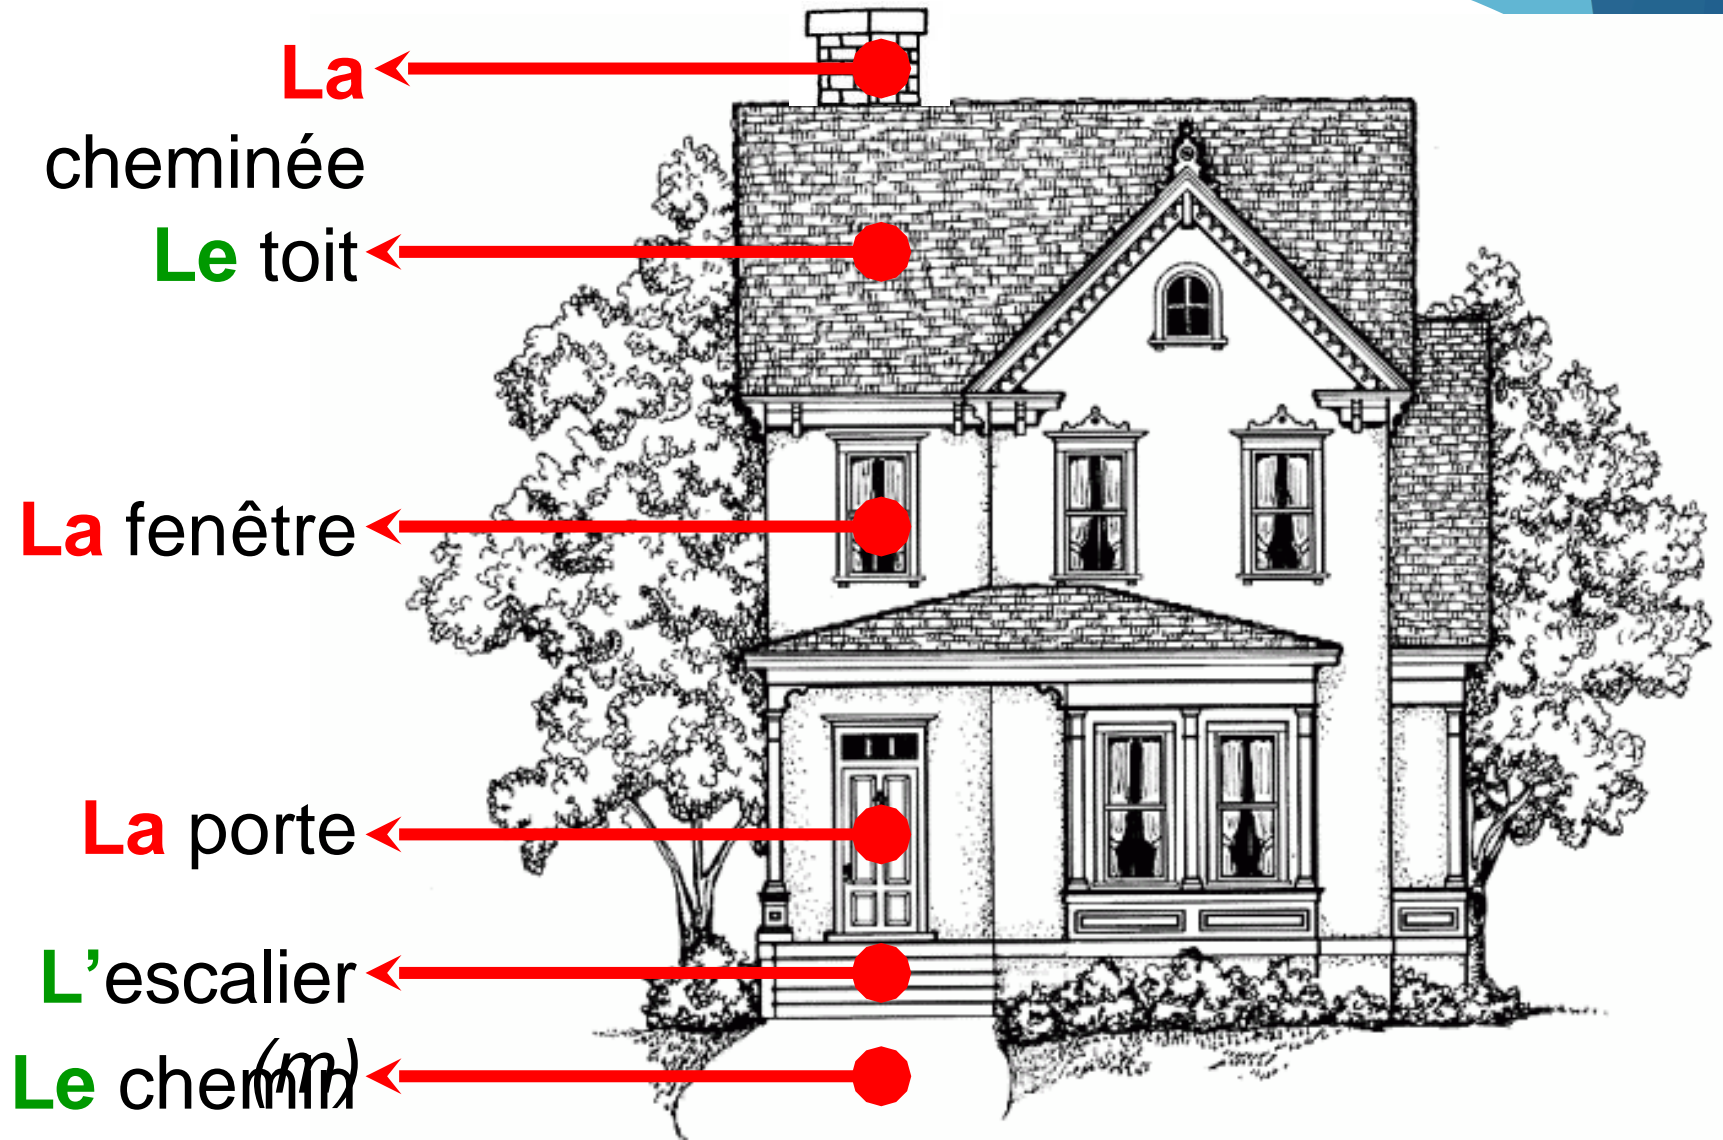 La
cheminée
Le toit
La fenêtre
La porte
L’escalier
(m)
Le chemin